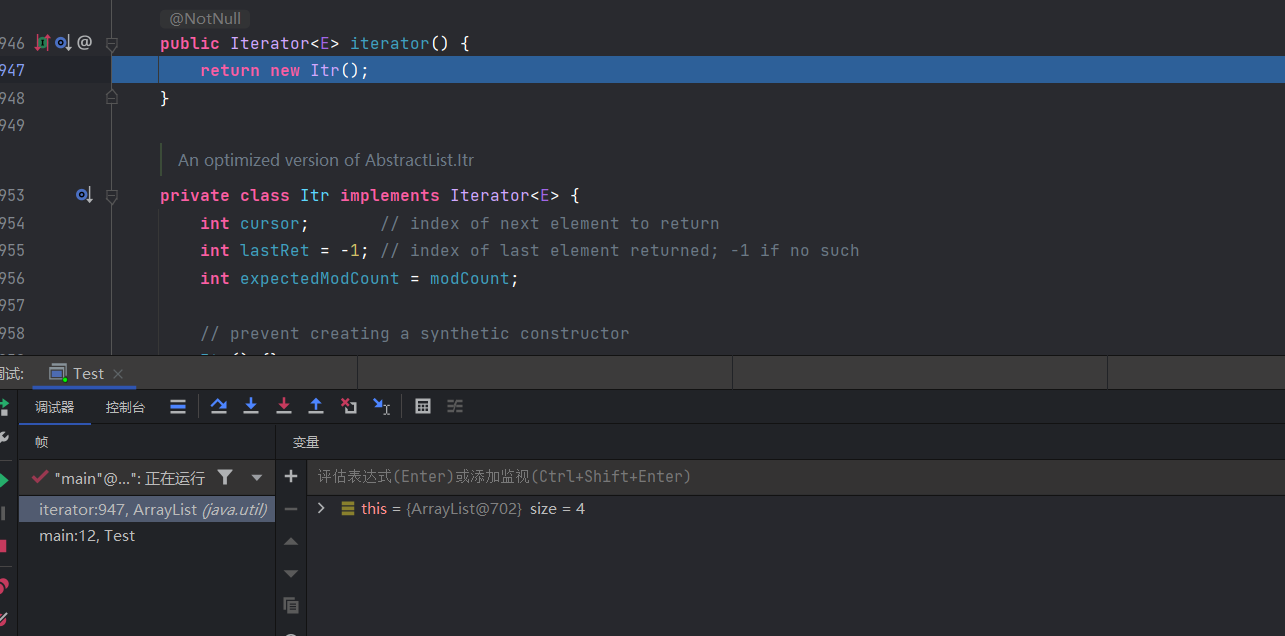 @NotNull
946 @ public Iterator<E> iterator() {
947 return new Itr();
948 }
949
An optimized version of AbstractList.Itr
953 private class Itr implements Iterator<E> {
954 int cursor; // index of next element to return
955 int lastRet = -1; // index of last element returned; -1 if no such
956 int expectedModCount = modCount;
957
958 // prevent creating a synthetic constructor
调试: Test
调试器 控制台
帧 变量
"main"@...": 正在运行 评估表达式(Enter)或添加监视(Ctrl+Shift+Enter)
iterator:947, ArrayList (java.util) this = {ArrayList@702} size = 4
main:12, Test